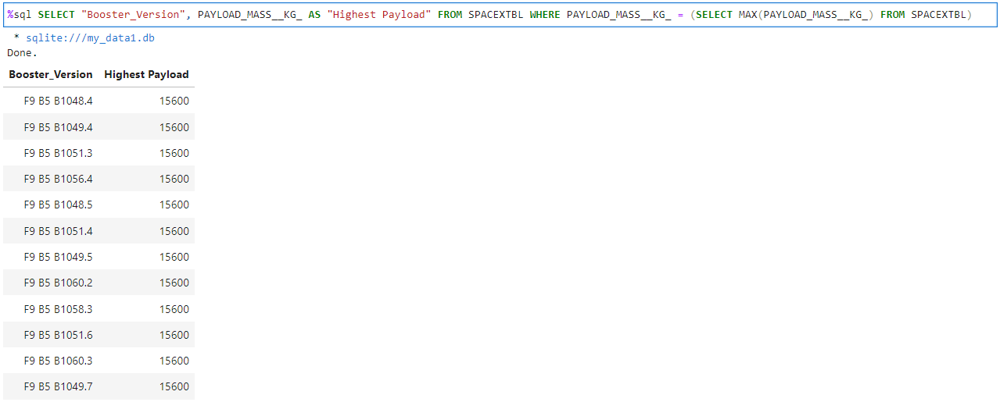 %sql SELECT "Booster_Version", PAYLOAD_MASS__KG_ AS "Highest Payload" FROM SPACEXTBL WHERE PAYLOAD_MASS__KG_ = (SELECT MAX(PAYLOAD_MASS__KG_) FROM SPACEXTBL)
* sqlite:///my_data1.db
Done.
Booster_Version Highest Payload
F9 B5 B1048.4 15600
F9 B5 B1049.4 15600
F9 B5 B1051.3 15600
F9 B5 B1056.4 15600
F9 B5 B1048.5 15600
F9 B5 B1051.4 15600
F9 B5 B1049.5 15600
F9 B5 B1060.2 15600
F9 B5 B1058.3 15600
F9 B5 B1051.6 15600
F9 B5 B1060.3 15600
F9 B5 B1049.7 15600